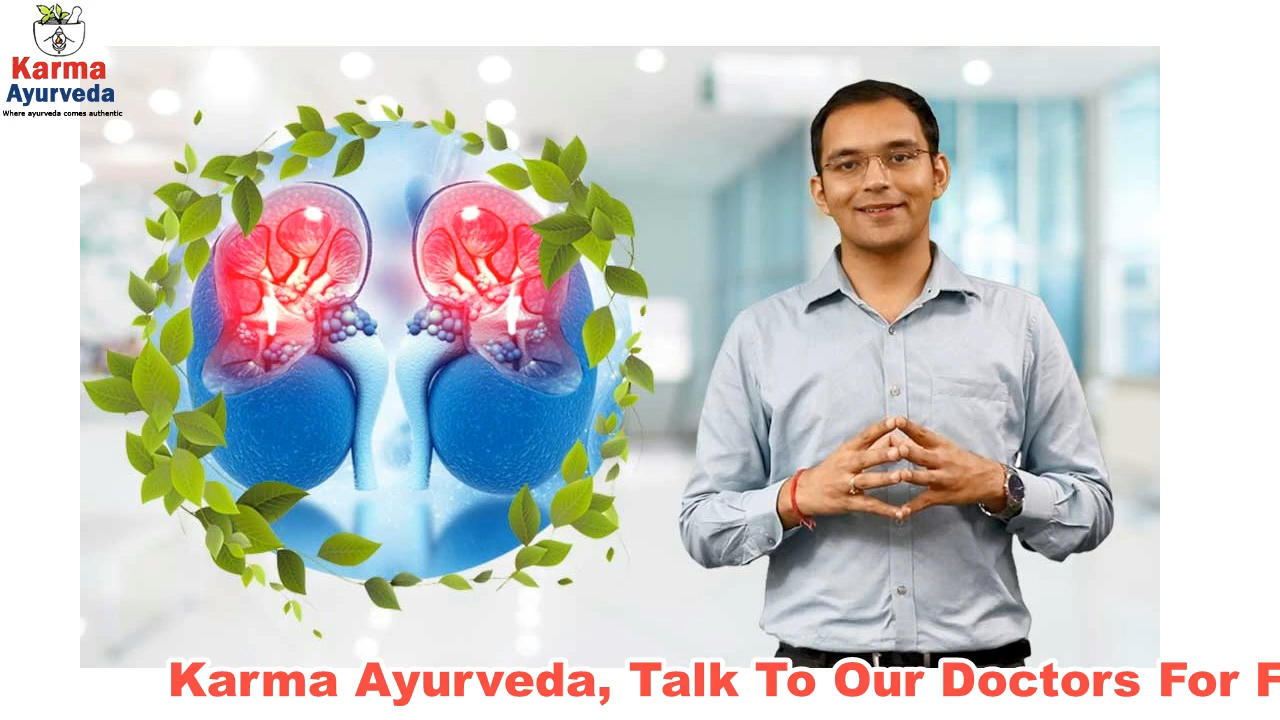 Karma
Ayurveda
Where ayurveda comes authentic
Karma Ayurveda, Talk To Our Doctors For F